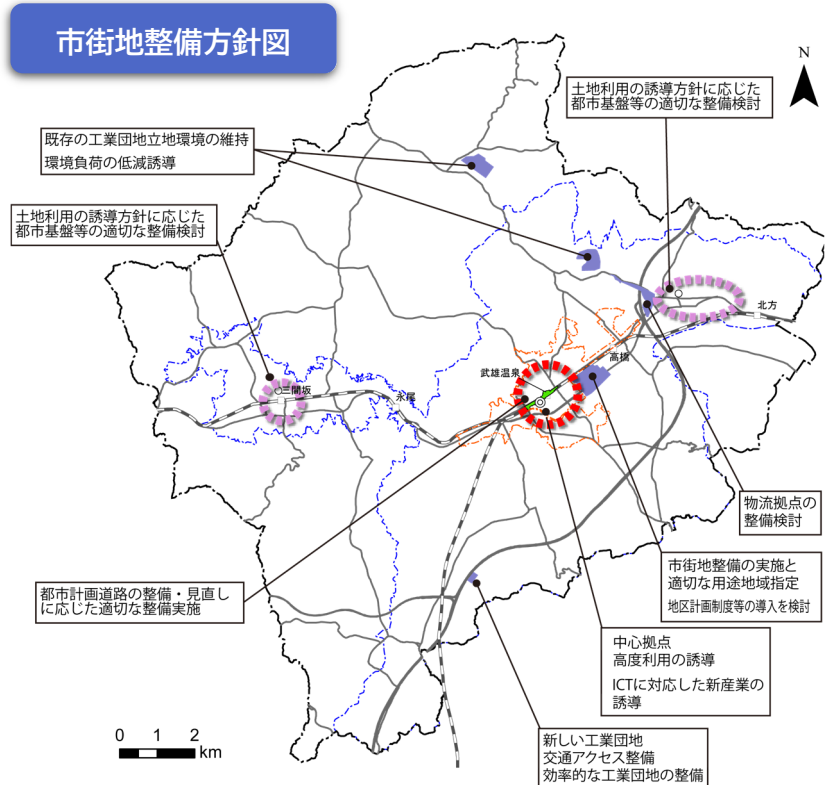 市街地整備方針図
N
土地利用の誘導方針に応じた
都市基盤等の適切な整備検討
既存の工業団地立地環境の維持
環境負荷の低減誘導
土地利用の誘導方針に応じた
都市基盤等の適切な整備検討
北方
高橋
武雄温泉
三間坂
永尾
物流拠点の
整備検討
市街地整備の実施と
適切な用途地域指定
地区計画制度等の導入を検討
都市計画道路の整備・見直し
に応じた適切な整備実施
中心拠点
高度利用の誘導
ICTに対応した新産業の
誘導
新しい工業団地
交通アクセス整備
効率的な工業団地の整備
0 1 2
km